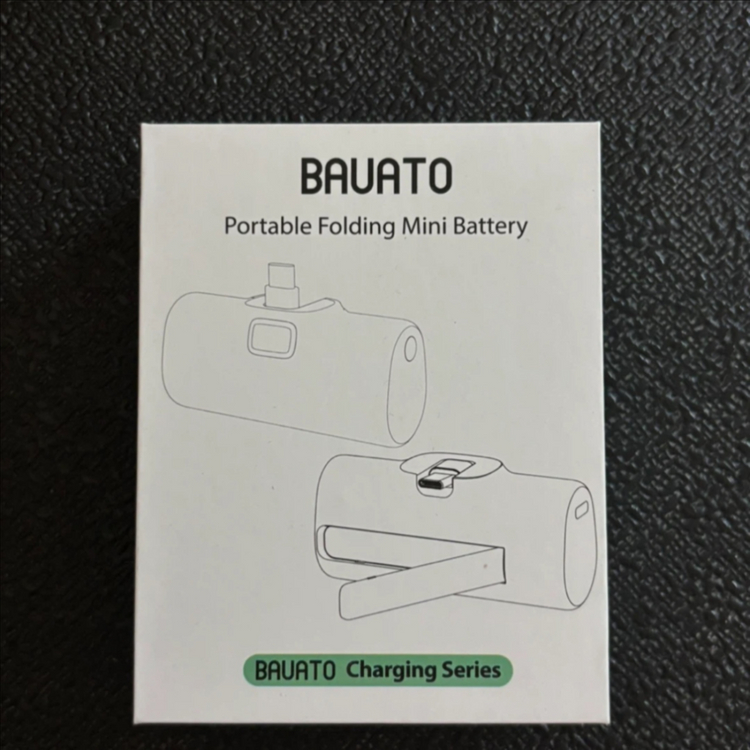 BAUATO
Portable Folding Mini Battery
BAUATO Charging Series